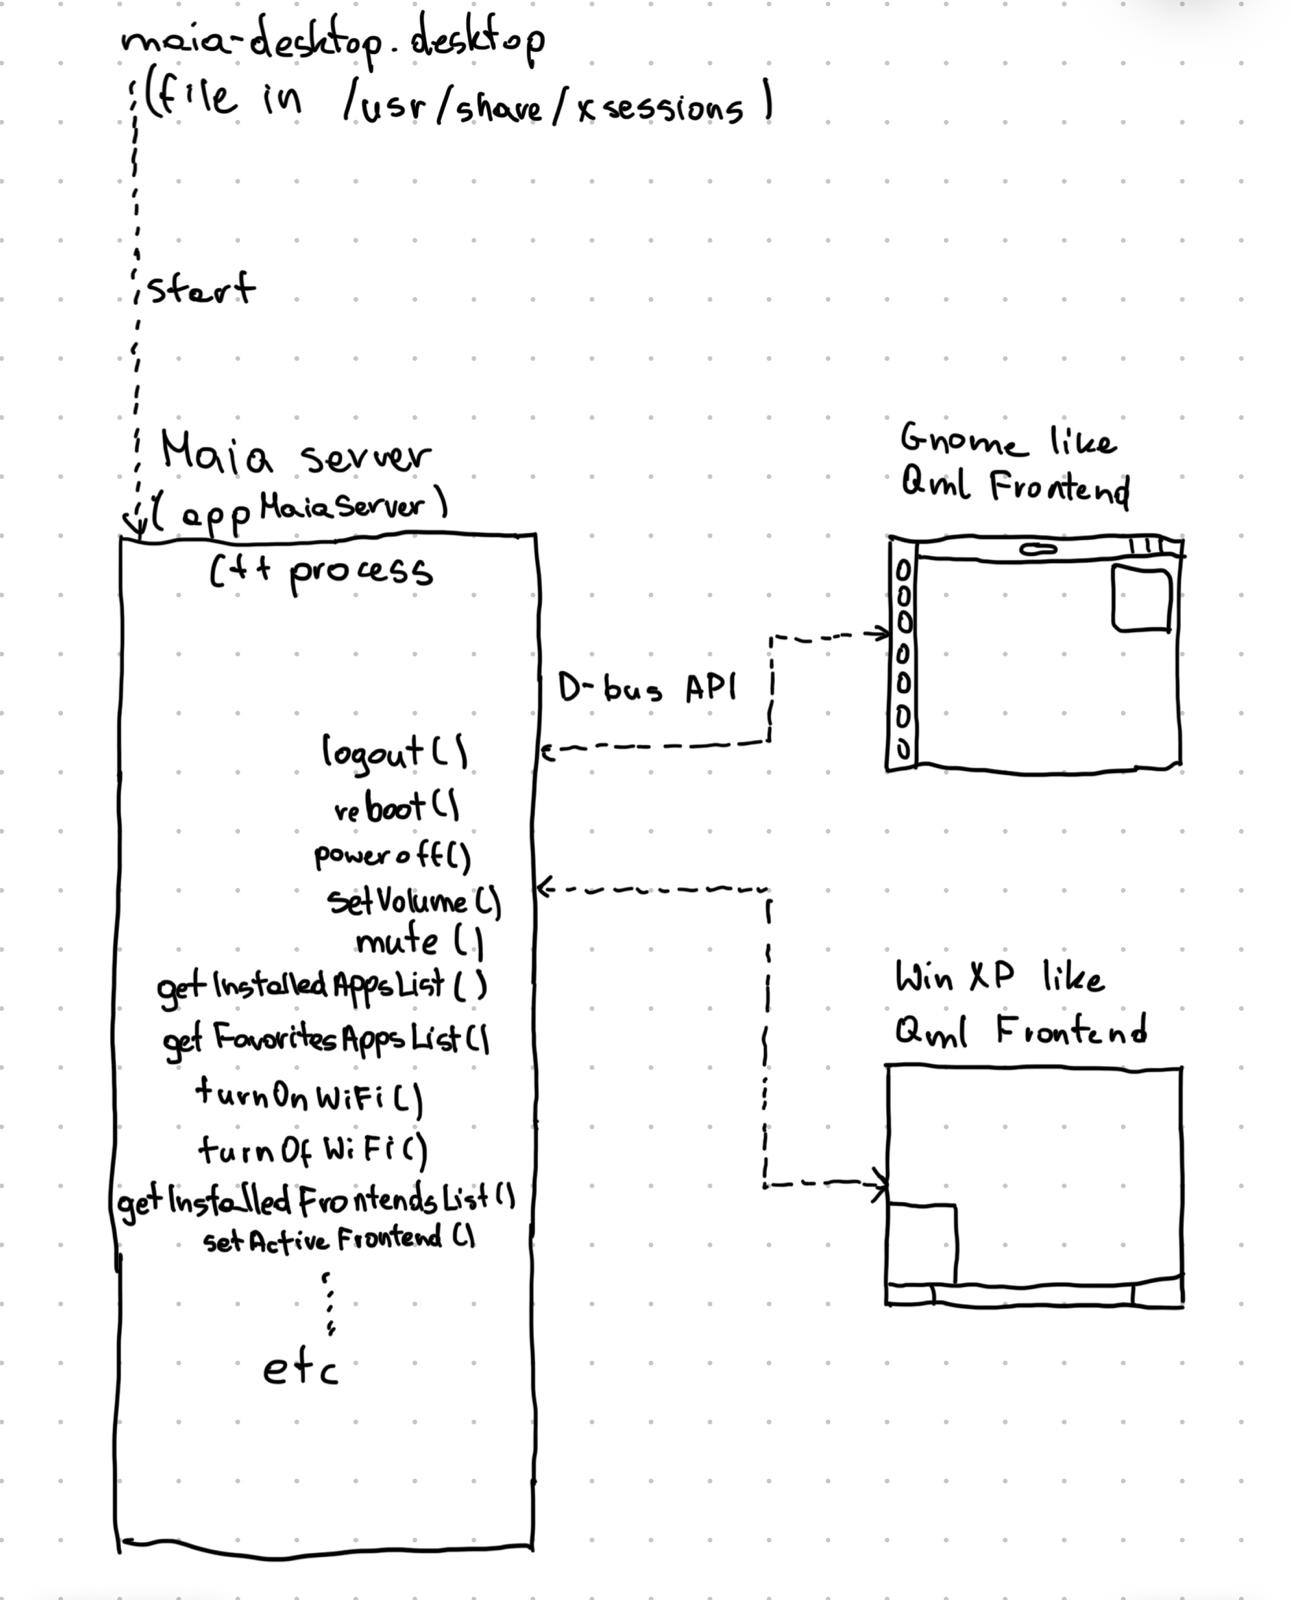 maia-desktop.desktop
(file in /usr/share/xsessions)
start
Maia server
(appMaiaServer)
C++ process
logout()
reboot()
poweroff()
setVolume()
mute()
getInstalledAppsList()
getFavoritesAppsList()
turnOnWiFi()
turnOfWiFi()
getInstalledFrontendsList()
setActiveFrontend()
etc
D-bus API
Gnome like
Qml Frontend
Win XP like
Qml Frontend